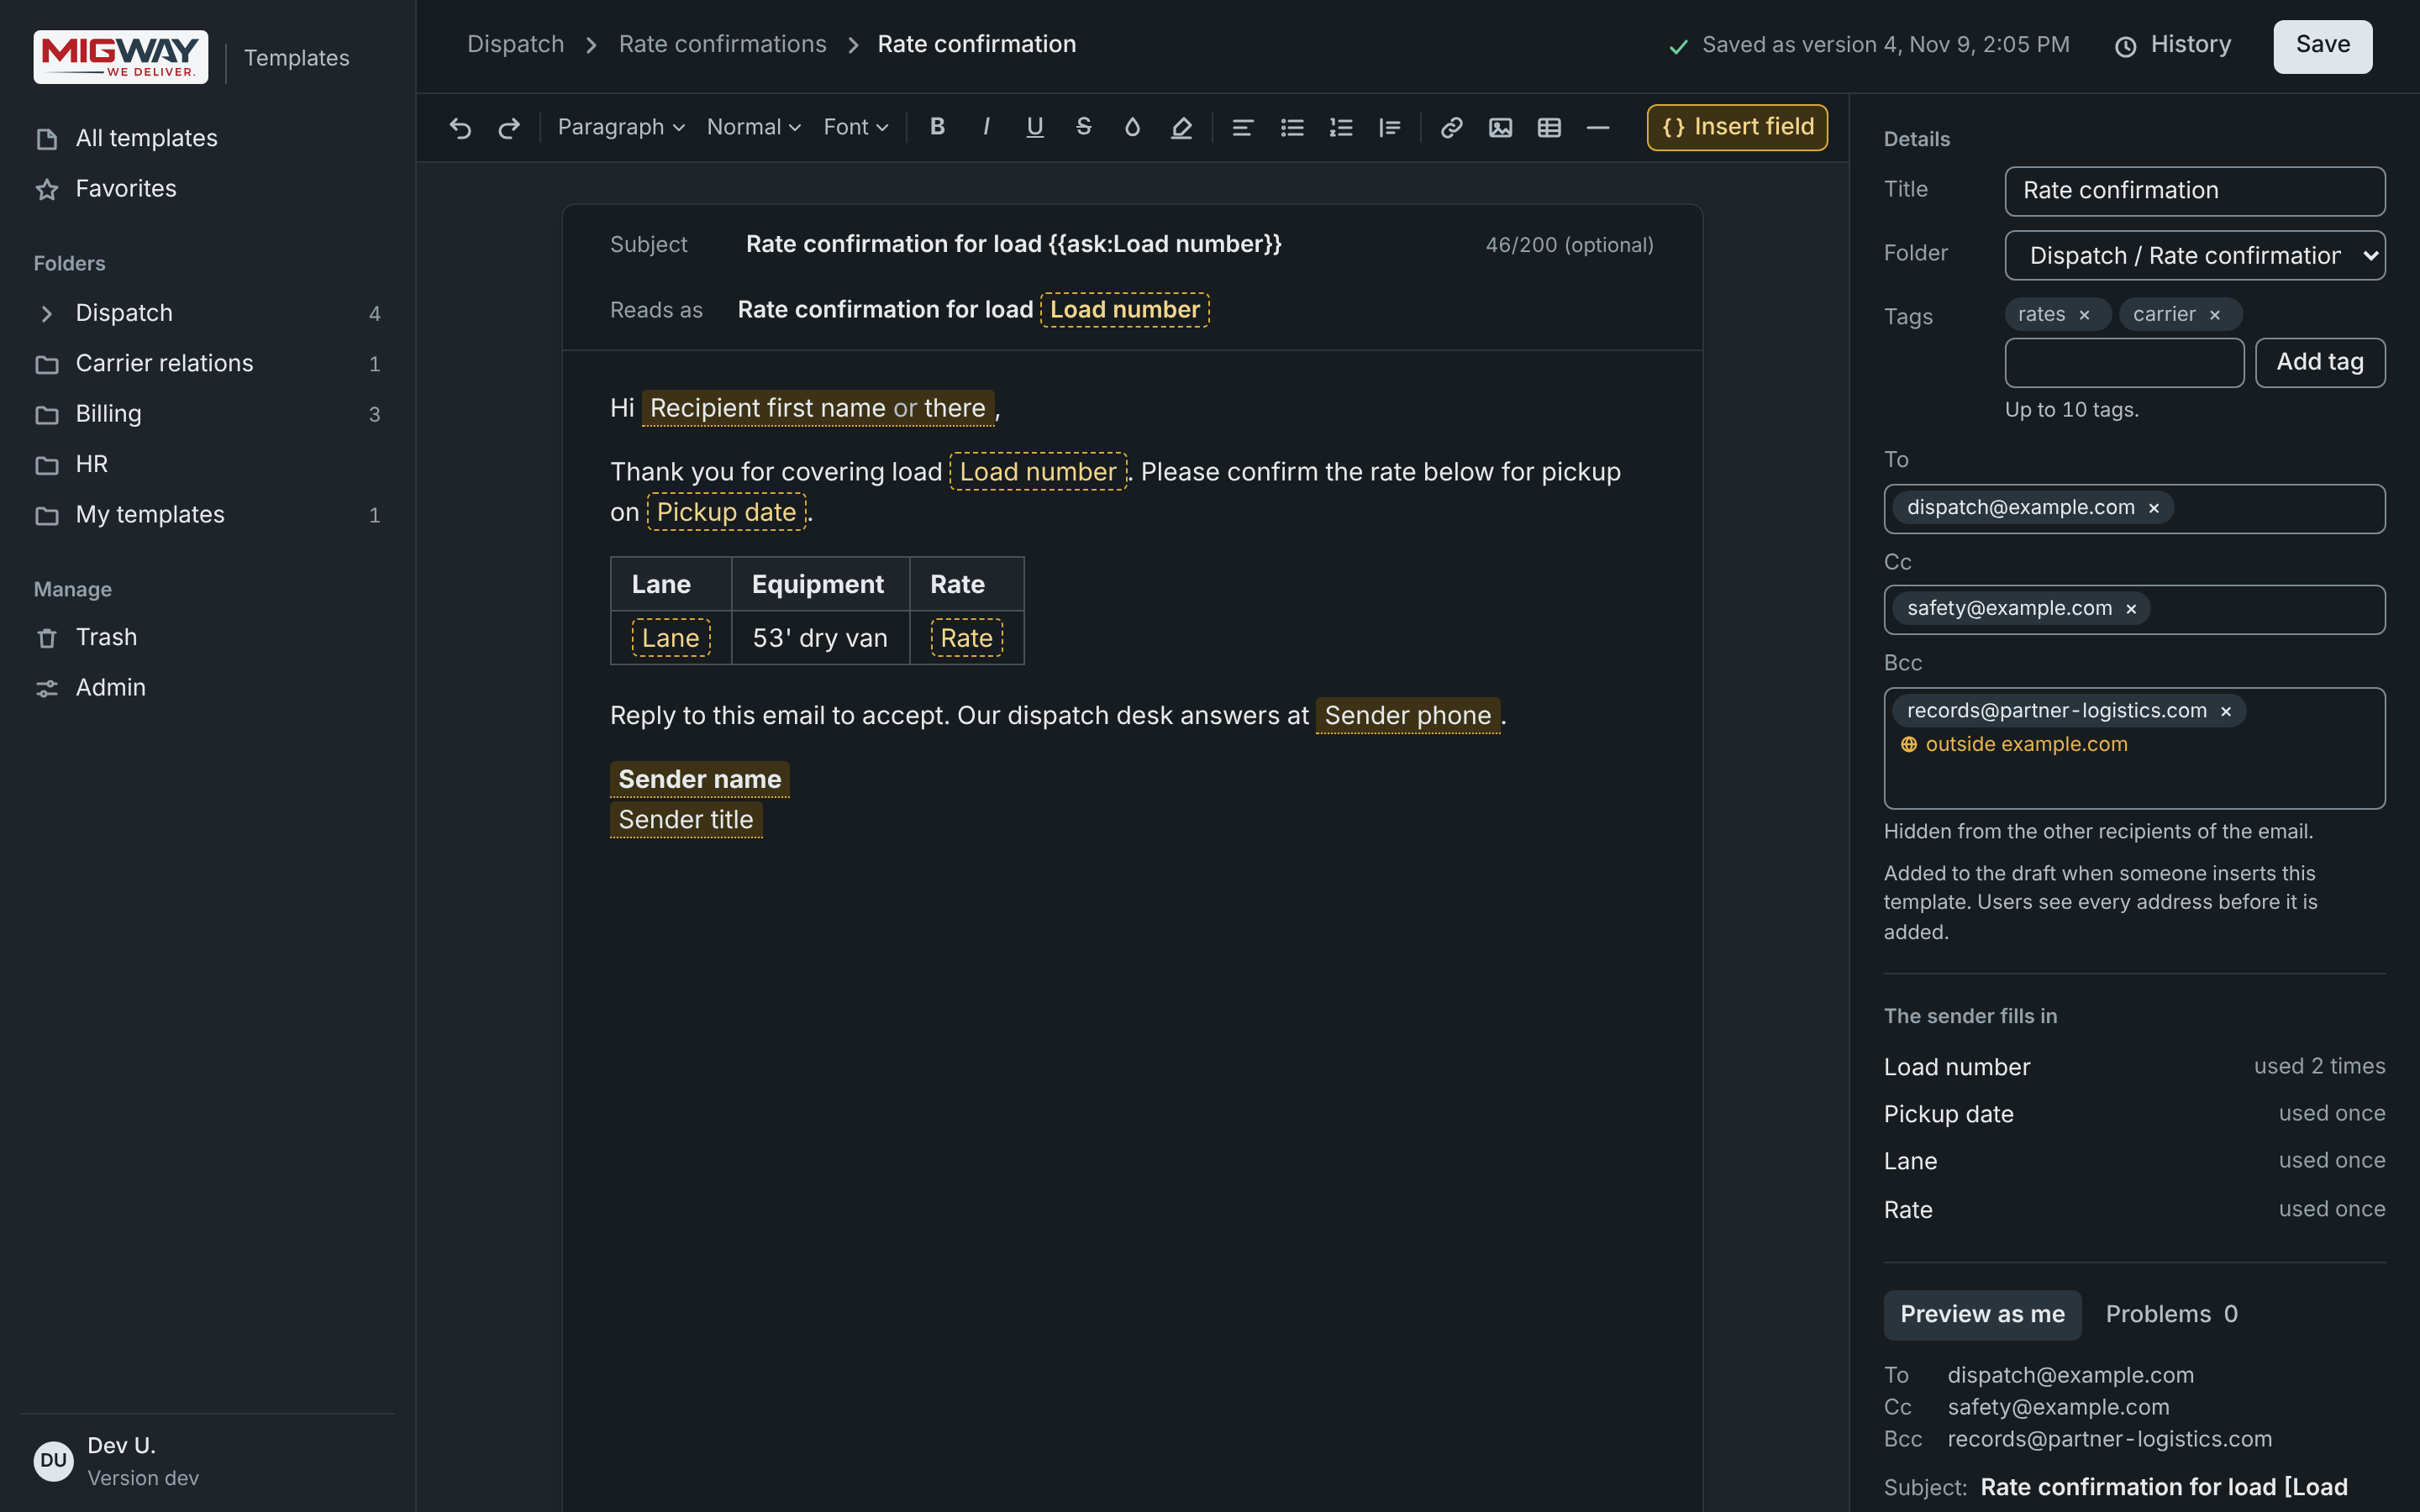 MIGWAY
WE DELIVER.
Templates
All templates
Favorites
Folders
Dispatch 4
Carrier relations 1
Billing 3
HR
My templates 1
Manage
Trash
Admin
DU
Dev U.
Version dev
Dispatch > Rate confirmations > Rate confirmation
Saved as version 4, Nov 9, 2:05 PM
History
Save
Paragraph Normal Font B I U S {} Insert field
Subject Rate confirmation for load {{ask:Load number}} 46/200 (optional)
Reads as Rate confirmation for load Load number
Hi Recipient first name or there ,
Thank you for covering load Load number. Please confirm the rate below for pickup
on Pickup date.
Lane Equipment Rate
Lane 53' dry van Rate
Reply to this email to accept. Our dispatch desk answers at Sender phone .
Sender name
Sender title
Details
Title Rate confirmation
Folder Dispatch / Rate confirmation
Tags rates × carrier ×
Add tag
Up to 10 tags.
To
dispatch@example.com ×
Cc
safety@example.com ×
Bcc
records@partner-logistics.com ×
outside example.com
Hidden from the other recipients of the email.
Added to the draft when someone inserts this
template. Users see every address before it is
added.
The sender fills in
Load number used 2 times
Pickup date used once
Lane used once
Rate used once
Preview as me Problems 0
To dispatch@example.com
Cc safety@example.com
Bcc records@partner-logistics.com
Subject: Rate confirmation for load [Load